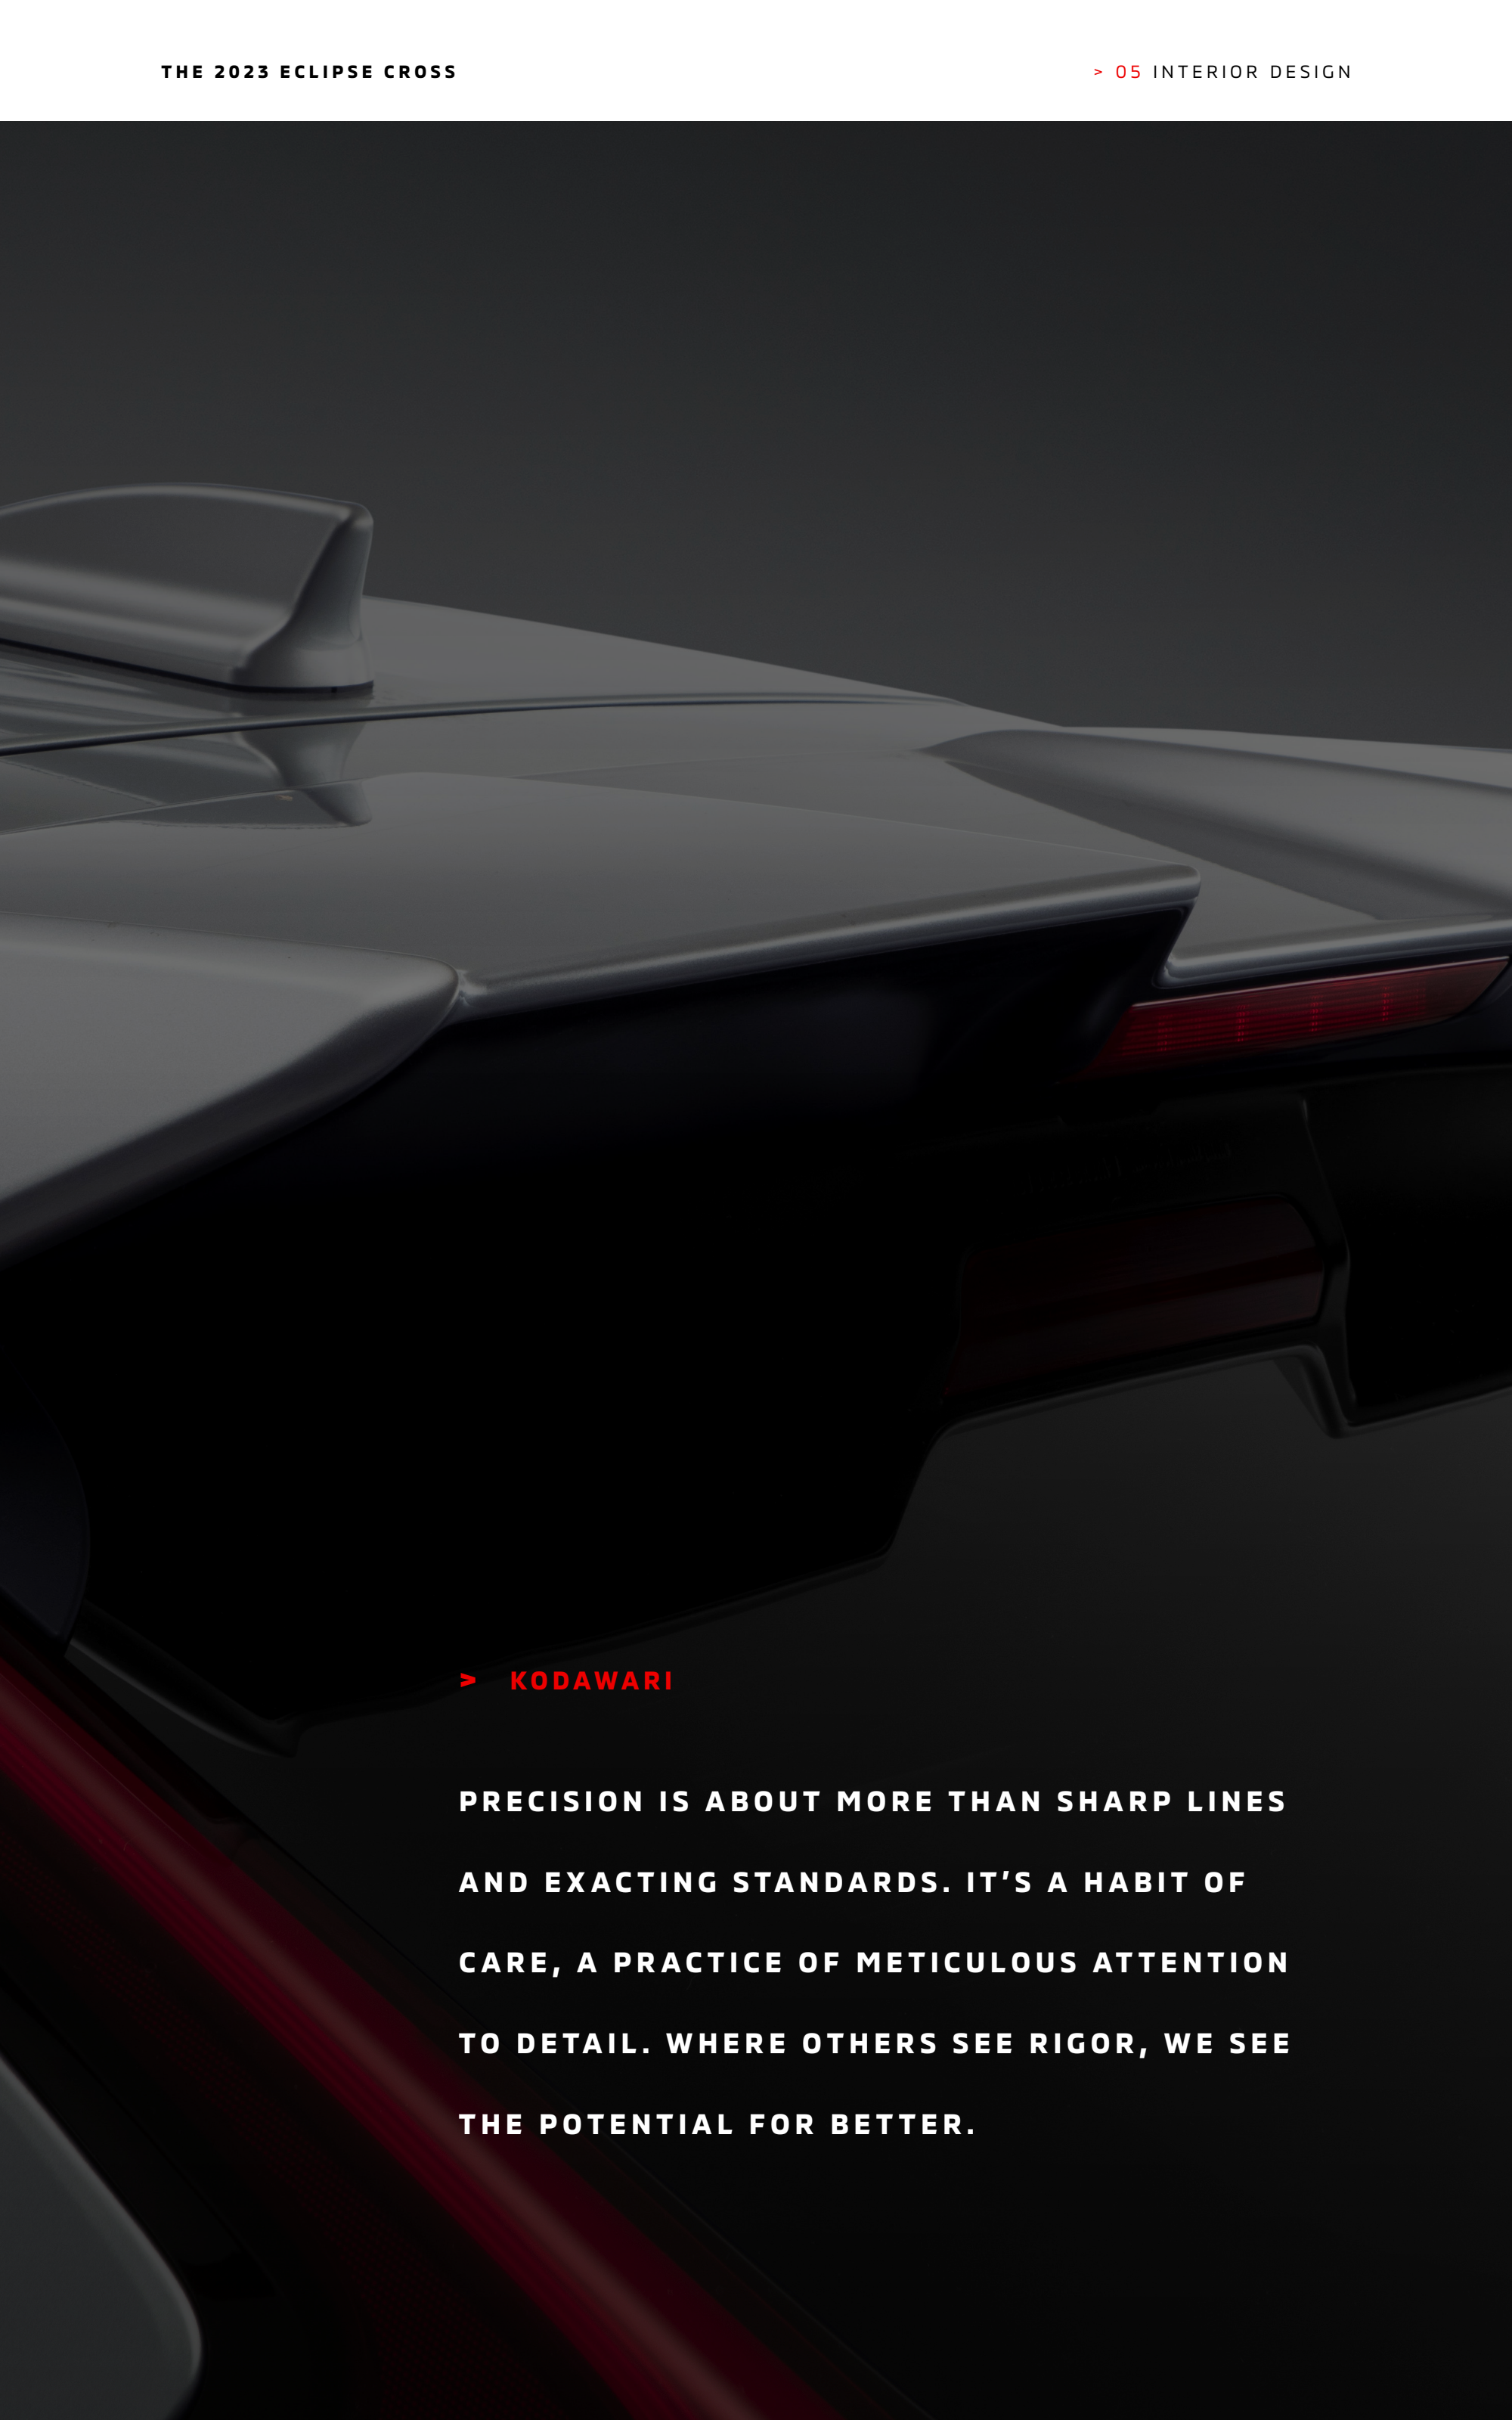 THE 2023 ECLIPSE CROSS
> 05 INTERIOR DESIGN
> KODAWARI
PRECISION IS ABOUT MORE THAN SHARP LINES
AND EXACTING STANDARDS. IT’S A HABIT OF
CARE, A PRACTICE OF METICULOUS ATTENTION
TO DETAIL. WHERE OTHERS SEE RIGOR, WE SEE
THE POTENTIAL FOR BETTER.